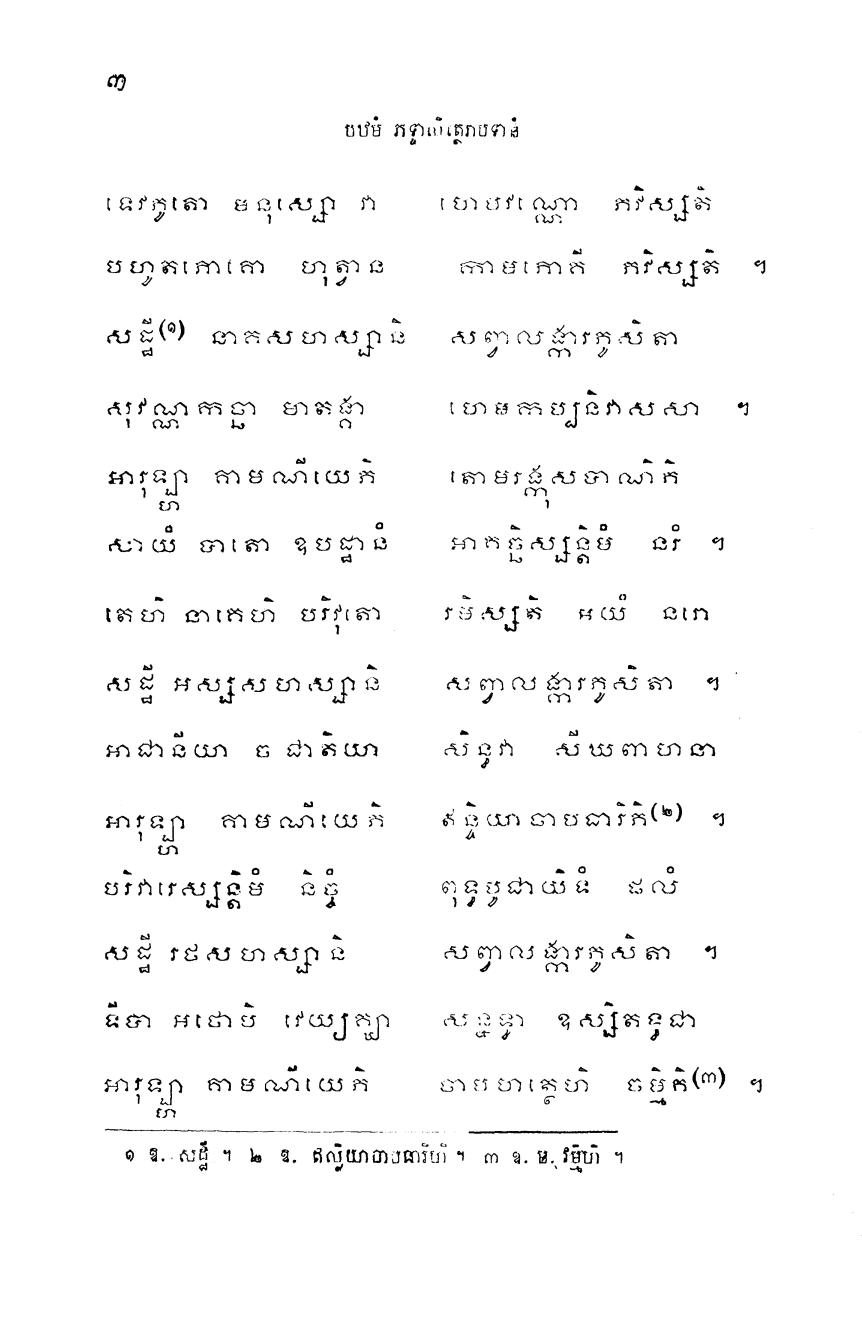 ៣
បឋមំ ភទ្ទាលិត្ថេរាបទានំ
ទេវភូតោ មនុស្សោ វា ហេមវណ្ណោ ភវិស្សតិ
បហូតភោគោ ហុត្វាន កាមភោគី ភវិស្សតិ ។
សដ្ឋី(១) នាគសហស្សានិ សព្វាលង្ការភូសិតា
សុវណ្ណកច្ឆា មាតង្គា ហេមកប្បនិវាសសា ។
អារុឡ្ហា គាមណីយេភិ តោមរង្កុសបាណិភិ
សាយំ បាតោ ឧបដ្ឋានំ អាគច្ឆិស្សន្តិមំ នរំ ។
តេហិ នាគេហិ បរិវុតោ រមិស្សតិ អយំ នរោ
សដ្ឋី អស្សសហស្សានិ សព្វាលង្ការភូសិតា ។
អាជានីយា ច ជាតិយា សិន្ធវា សីឃពាហនា
អារុឡ្ហា គាមណីយេភិ ឥន្ទិយាចាបធារិភិ(២) ។
បរិវារេស្សន្តិមំ និច្ចំ ពុទ្ធបូជាយិទំ ផលំ
សដ្ឋី រថសហស្សានិ សព្វាលង្ការភូសិតា ។
ទីបា អថោបិ វេយ្យគ្ឃា សន្នទ្ធា ឧស្សិតទ្ធជា
អារុឡ្ហា គាមណីយេភិ ចាបហត្ថេហិ ចម្មិភិ(៣) ។
១ ឱ. សដ្ឋឹ ។ ២ ឱ. ឥល្លិយាចាបធារីហិ ។ ៣ ឱ. ម. វម្មិហិ ។